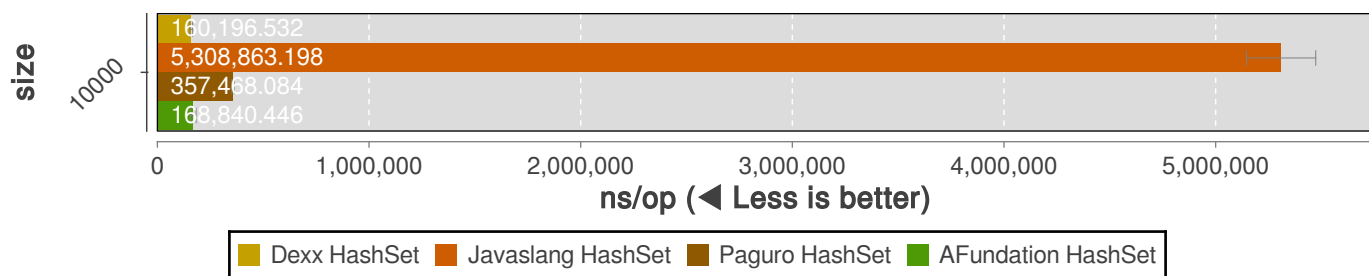 size
10000
160,196.532
5,308,863.198
357,468.084
168,840.446
0 1,000,000 2,000,000 3,000,000 4,000,000 5,000,000
ns/op (◀ Less is better)
Dexx HashSet Javaslang HashSet Paguro HashSet AFundation HashSet